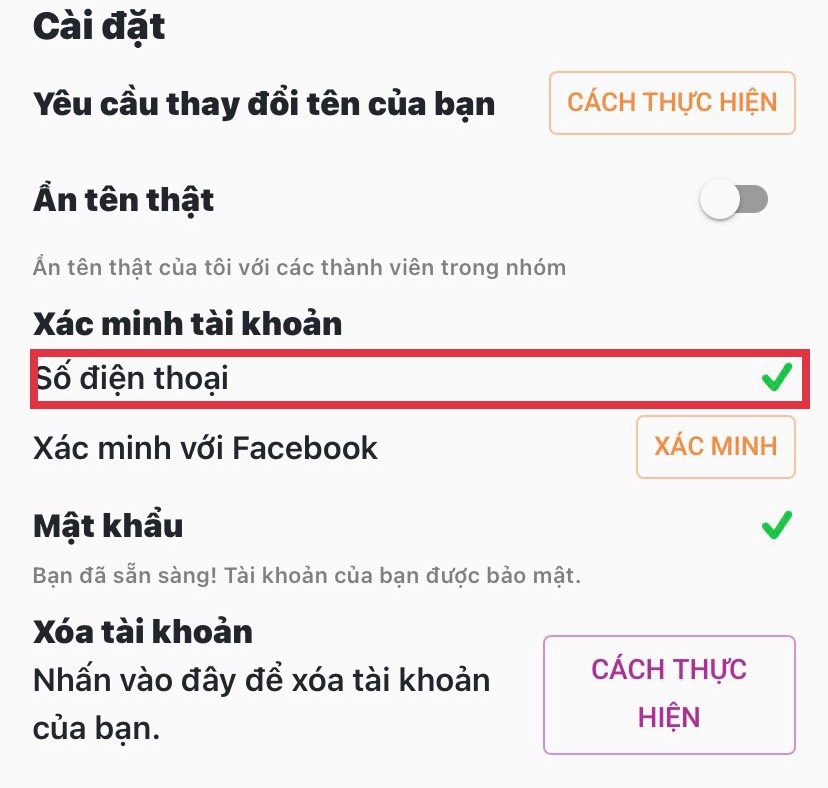 Cài đặt
Yêu cầu thay đổi tên của bạn
CÁCH THỰC HIỆN
Ẩn tên thật
Ẩn tên thật của tôi với các thành viên trong nhóm
Xác minh tài khoản
Số điện thoại
Xác minh với Facebook
XÁC MINH
Mật khẩu
Bạn đã sẵn sàng! Tài khoản của bạn được bảo mật.
Xóa tài khoản
Nhấn vào đây để xóa tài khoản
của bạn.
CÁCH THỰC
HIỆN